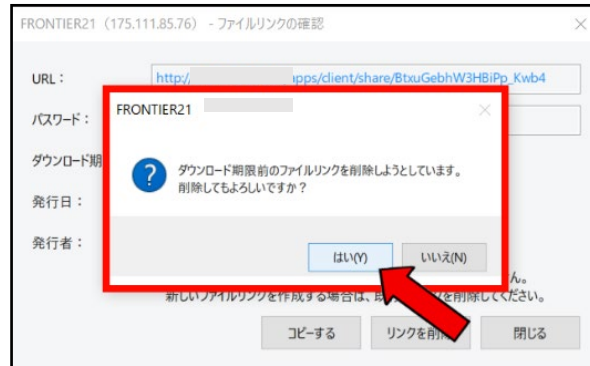 FRONTIER21（175.111.85.76） - ファイルリンクの確認
URL：
http:/ apps/client/share/BtxuGebhW3HBiPp_Kwb4
FRONTIER21
パスワード：
ダウンロード期
ダウンロード期限前のファイルリンクを削除しようとしています。
削除してもよろしいですか？
発行日：
発行者：
はい(Y)
いいえ(N)
ん。
新しいファイルリンクを作成する場合は、 を削除してください。
コピーする
リンクを削
閉じる